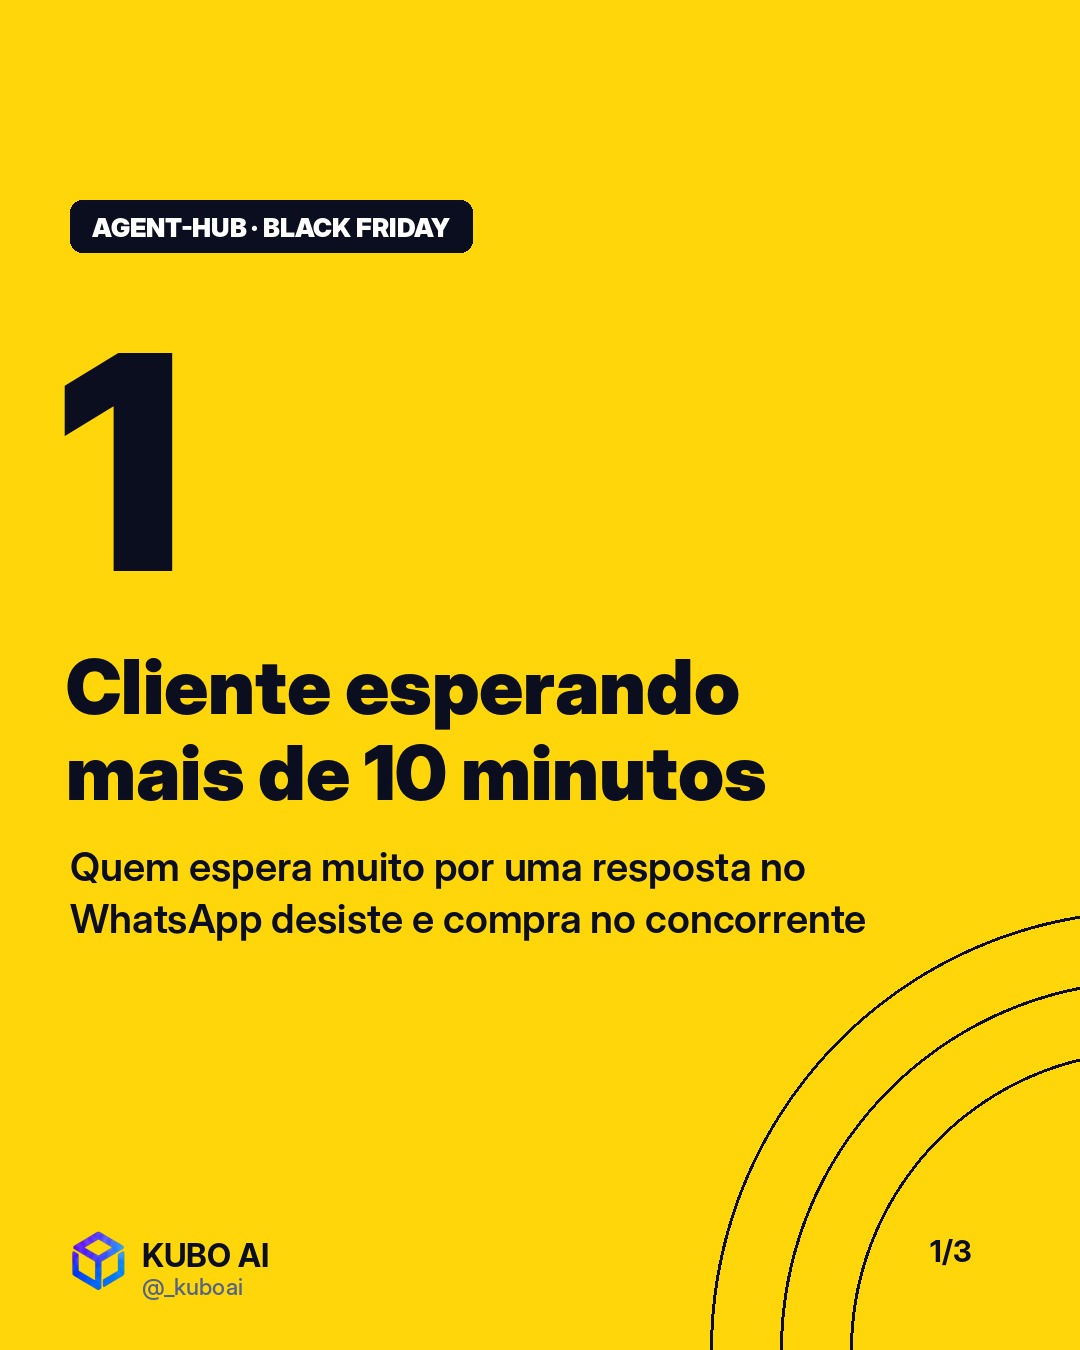 AGENT-HUB · BLACK FRIDAY
1
Cliente esperando
mais de 10 minutos
Quem espera muito por uma resposta no
WhatsApp desiste e compra no concorrente
KUBO AI
@_kuboai
1/3